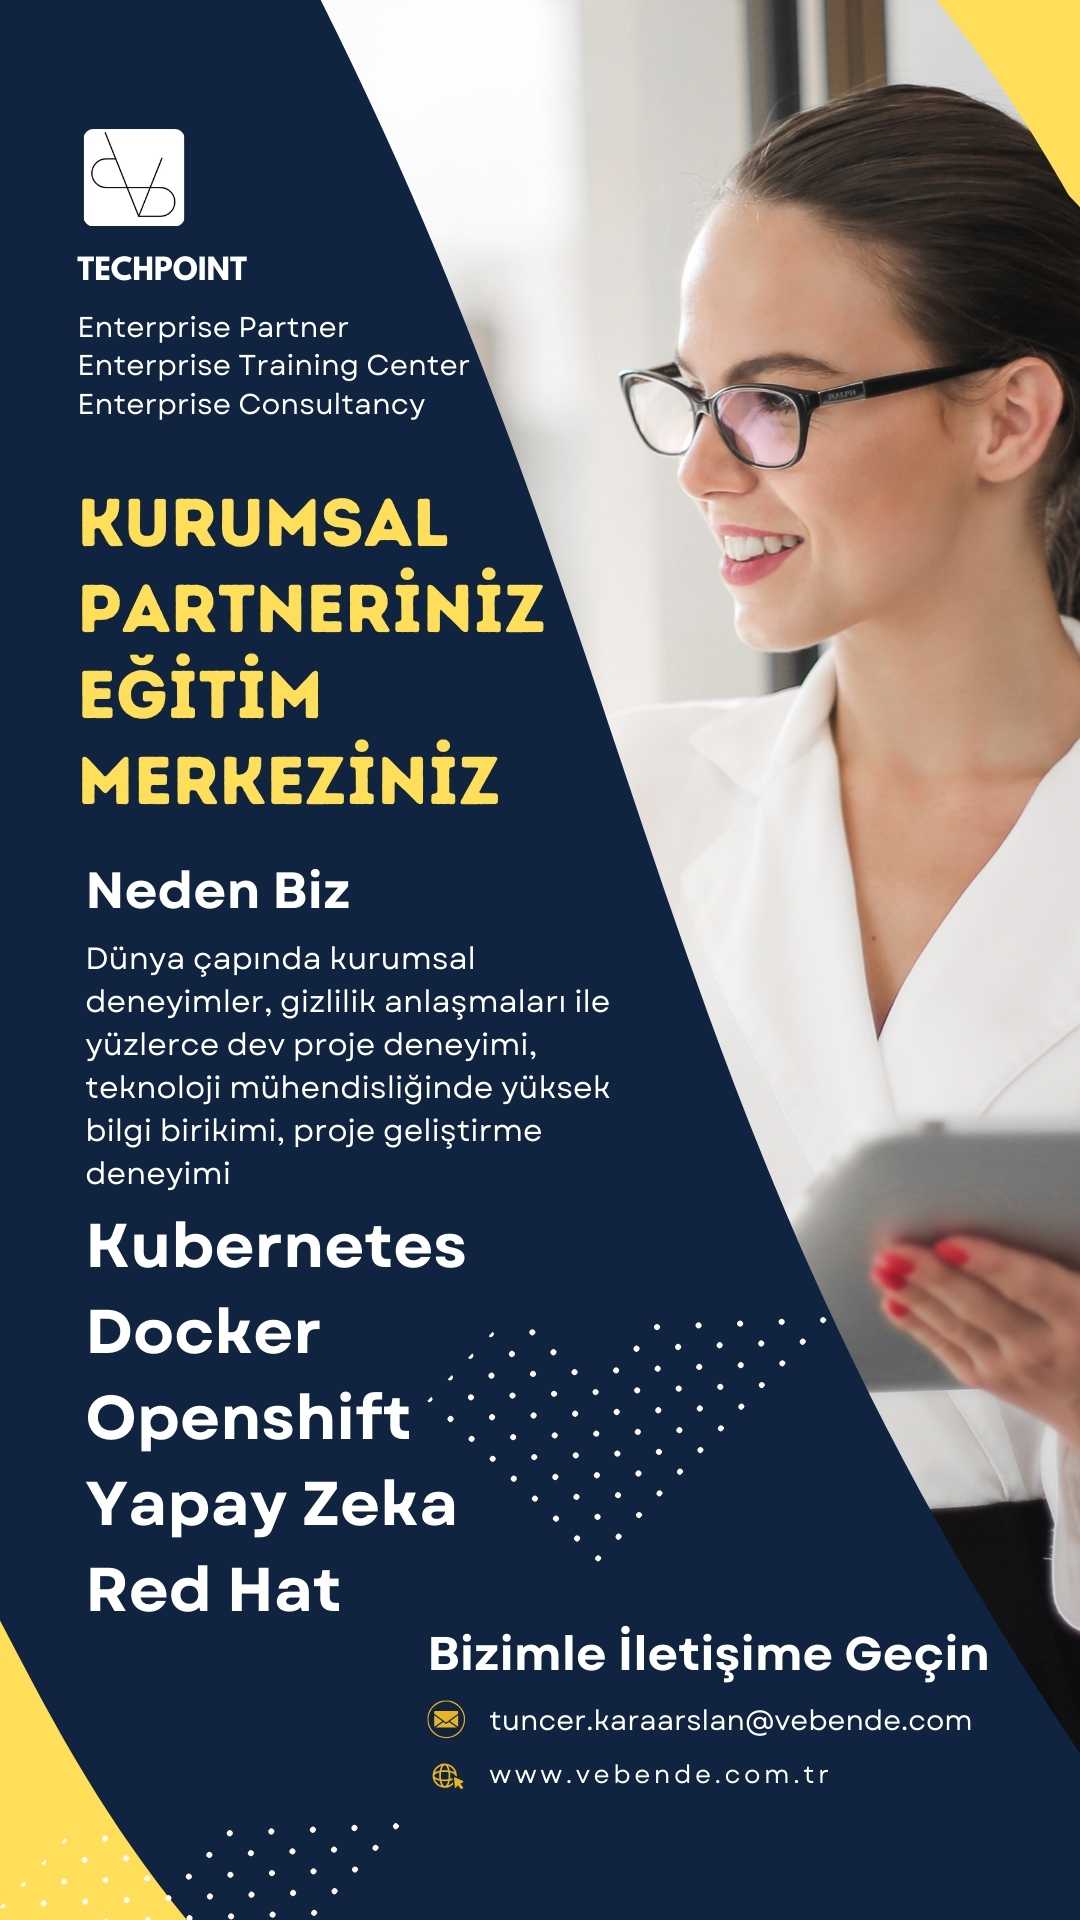 TECHPOINT
Enterprise Partner
Enterprise Training Center
Enterprise Consultancy
KURUMSAL
PARTNERİNİZ
EĞİTİM
MERKEZİNİZ
Neden Biz
Dünya çapında kurumsal
deneyimler, gizlilik anlaşmaları ile
yüzlerce dev proje deneyimi,
teknoloji mühendisliğinde yüksek
bilgi birikimi, proje geliştirme
deneyimi
Kubernetes
Docker
Openshift
Yapay Zeka
Red Hat
Bizimle İletişime Geçin
tuncer.karaarslan@vebende.com
www.vebende.com.tr
RALPH